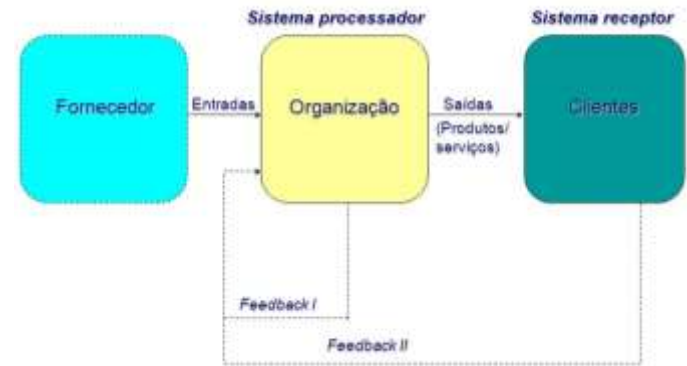 Sistema processador
Sistema receptor
Fornecedor
Entradas
Organização
Saídas
(Produtos/
serviços)
Clientes
Feedback I
Feedback II